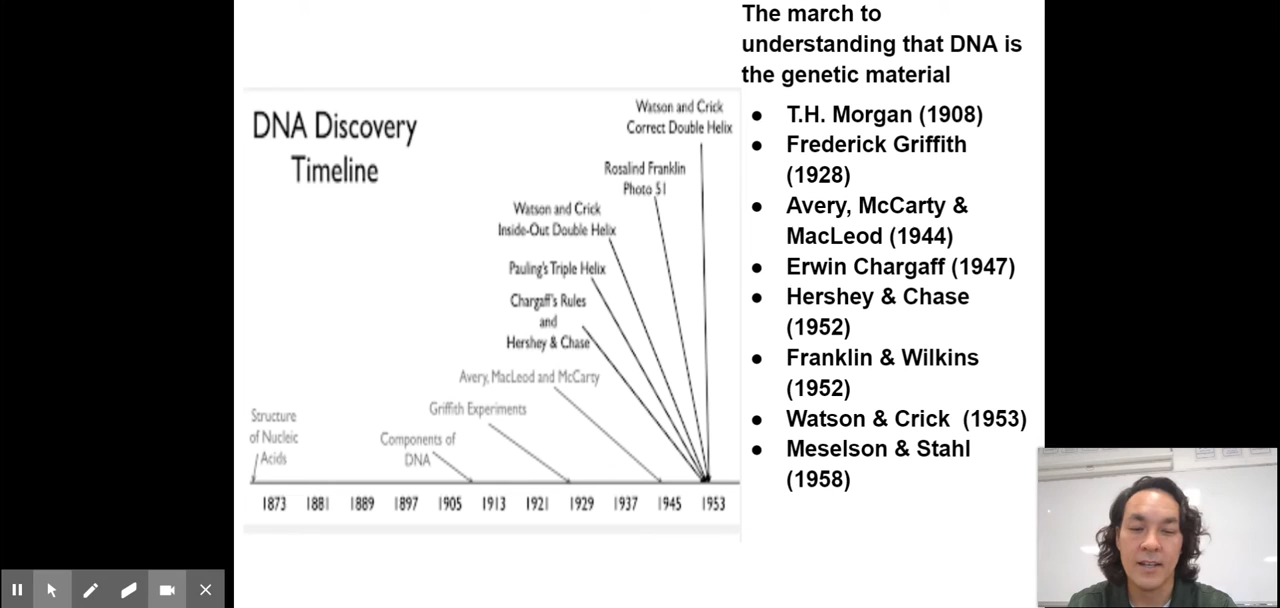 The march to
understanding that DNA is
the genetic material
DNA Discovery
Timeline
Watson and Crick
Correct Double Helix
Rosalind Franklin
Photo 51
Watson and Crick
Inside-Out Double Helix
Pauling's Triple Helix
Chargaff's Rules
and
Hershey & Chase
Avery, MacLeod and McCarty
Griffith Experiments
Components of
DNA
Structure
of Nucleic
Acids
1873 1881 1889 1897 1905 1913 1921 1929 1937 1945 1953
● T.H. Morgan (1908)
● Frederick Griffith
(1928)
● Avery, McCarty &
MacLeod (1944)
● Erwin Chargaff (1947)
● Hershey & Chase
(1952)
● Franklin & Wilkins
(1952)
● Watson & Crick (1953)
● Meselson & Stahl
(1958)